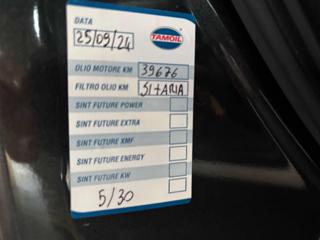 DATA
25/09/24
TAMOIL
OLIO MOTORE KM 39676
FILTRO OLIO KM SI+ARIA
SINT FUTURE POWER
SINT FUTURE EXTRA
SINT FUTURE XMF
SINT FUTURE ENERGY
SINT FUTURE KW
5/30